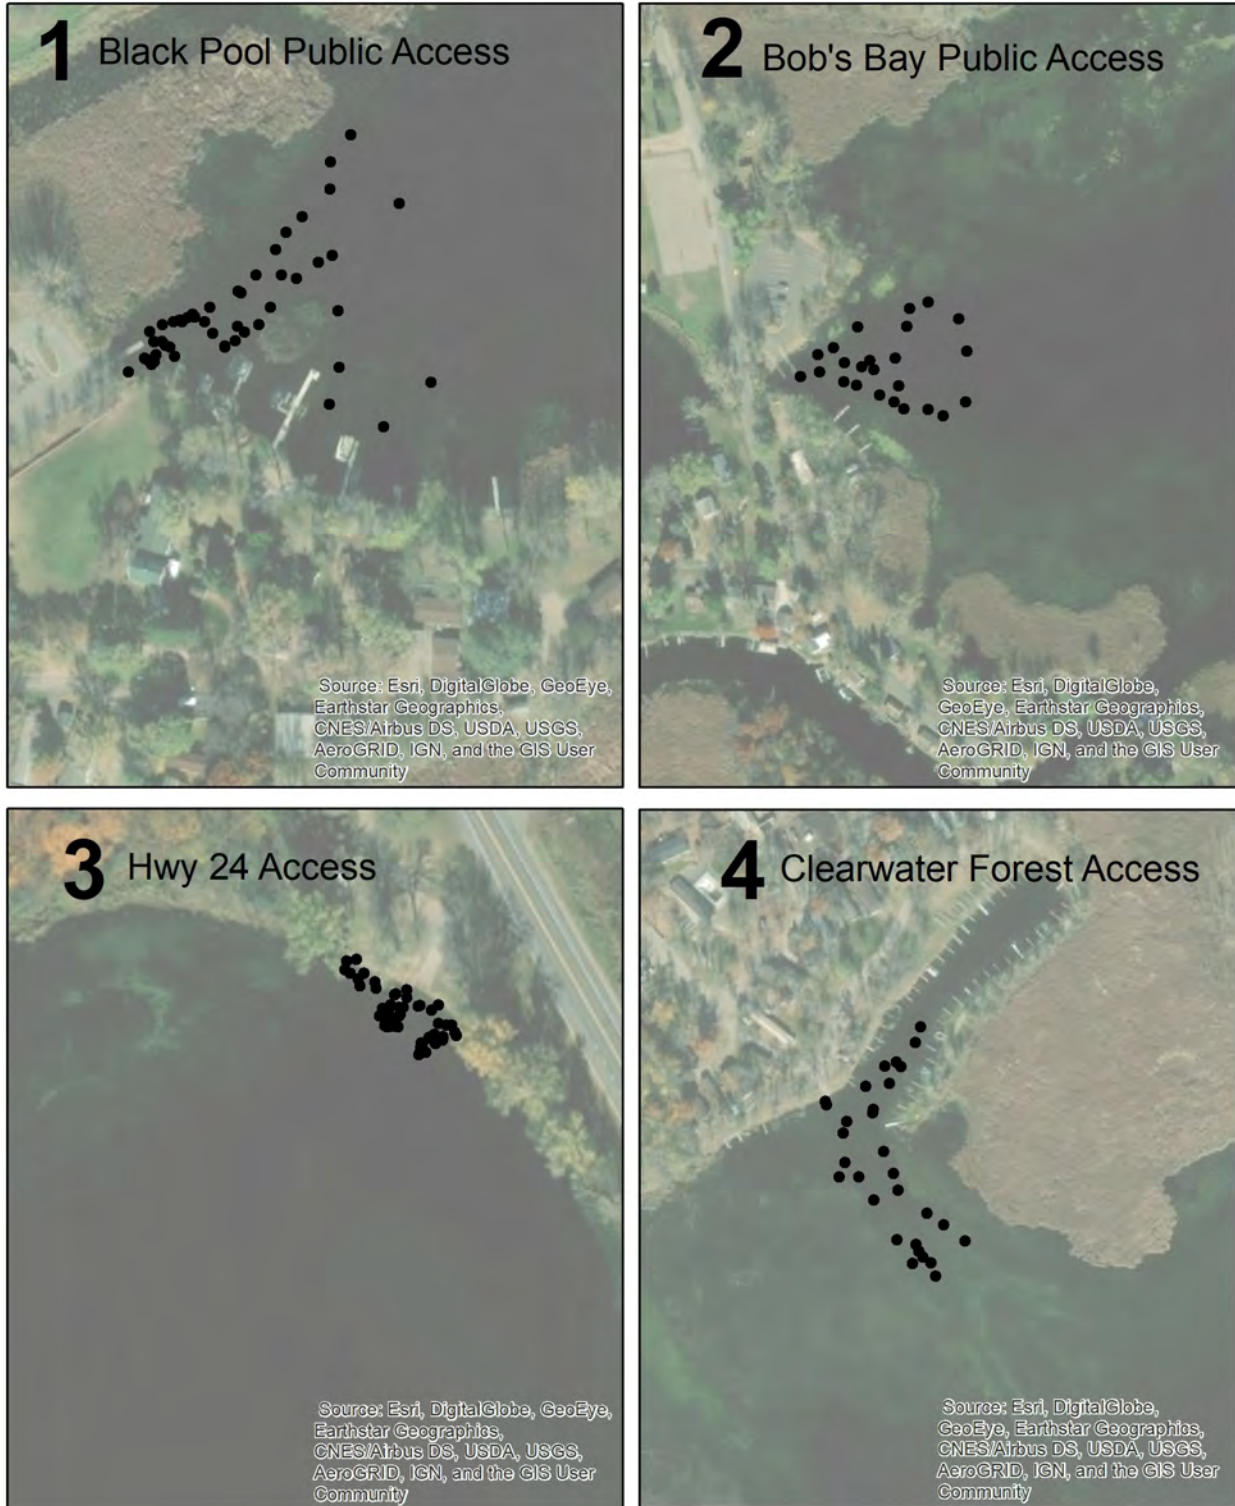 1 Black Pool Public Access
Source: Esri, DigitalGlobe, GeoEye,
Earthstar Geographics,
CNES/Airbus DS, USDA, USGS,
AeroGRID, IGN, and the GIS User
Community
2 Bob's Bay Public Access
Source: Esri, DigitalGlobe,
GeoEye, Earthstar Geographics,
CNES/Airbus DS, USDA, USGS,
AeroGRID, IGN, and the GIS User
Community
3 Hwy 24 Access
Source: Esri, DigitalGlobe, GeoEye,
Earthstar Geographics,
CNES/Airbus DS, USDA, USGS,
AeroGRID, IGN, and the GIS User
Community
4 Clearwater Forest Access
Source: Esri, DigitalGlobe,
GeoEye, Earthstar Geographics,
CNES/Airbus DS, USDA, USGS,
AeroGRID, IGN, and the GIS User
Community